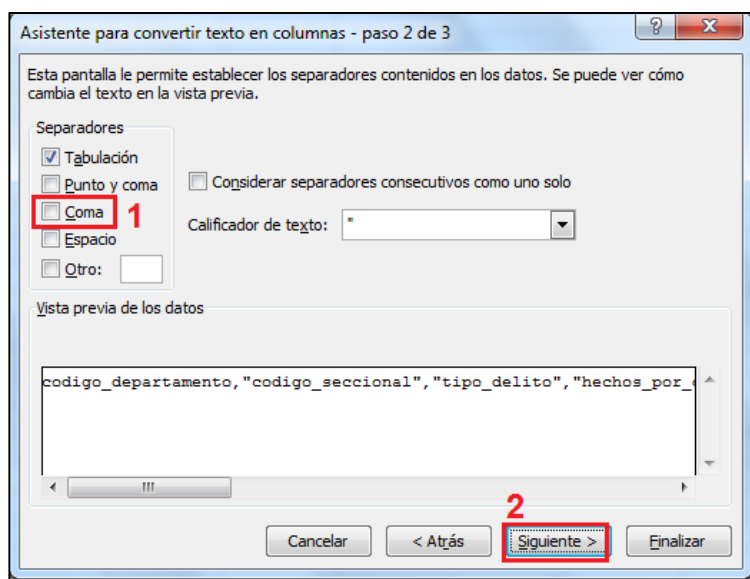 Asistente para convertir texto en columnas - paso 2 de 3
Esta pantalla le permite establecer los separadores contenidos en los datos. Se puede ver cómo
cambia el texto en la vista previa.
Separadores
Tabulación
Punto y coma
Considerar separadores consecutivos como uno solo
Coma
1
Calificador de texto: "
Espacio
Otro:
Vista previa de los datos
codigo_departamento,"codigo_seccional","tipo_delito","hechos_por_
2
Cancelar
< Atrás
Siguiente >
Finalizar